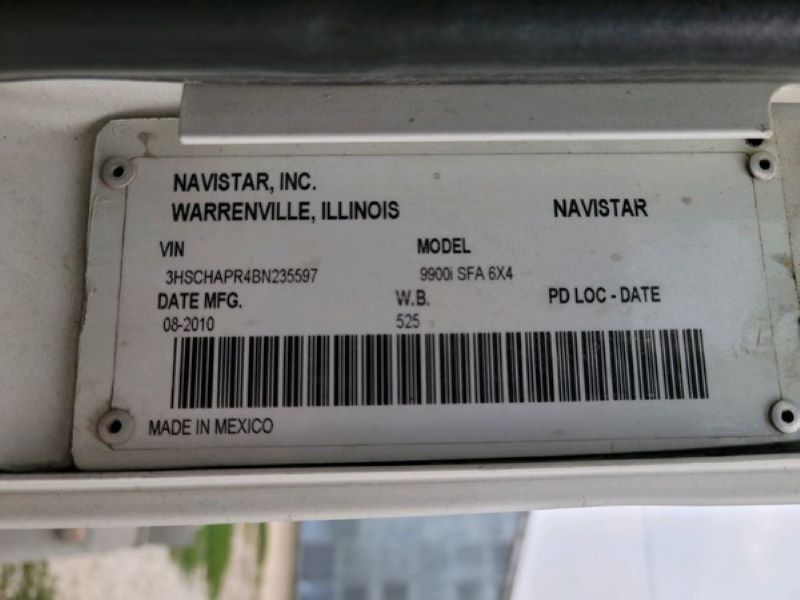 NAVISTAR, INC.
WARRENVILLE, ILLINOIS NAVISTAR
VIN MODEL
3HSCHAPR4BN235597 9900i SFA 6X4
DATE MFG. W.B. PD LOC - DATE
08-2010 525
MADE IN MEXICO